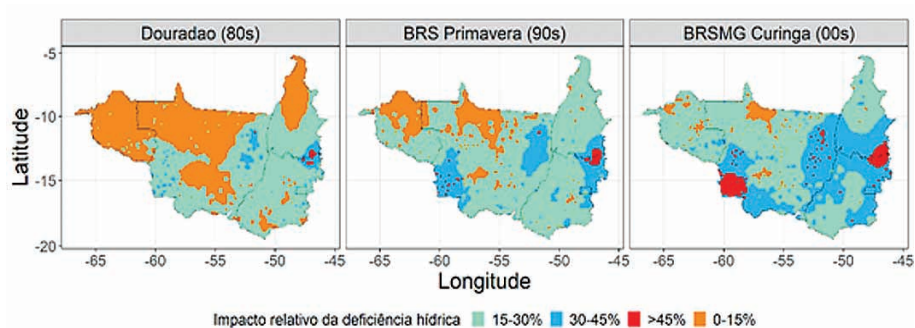 Douradao (80s) BRS Primavera (90s) BRSMG Curinga (00s)
-5
-10
-15
-20
Latitude
-65 -60 -55 -50 -45 -65 -60 -55 -50 -45 -65 -60 -55 -50 -45
Longitude
Impacto relativo da deficiência hídrica 15-30% 30-45% >45% 0-15%